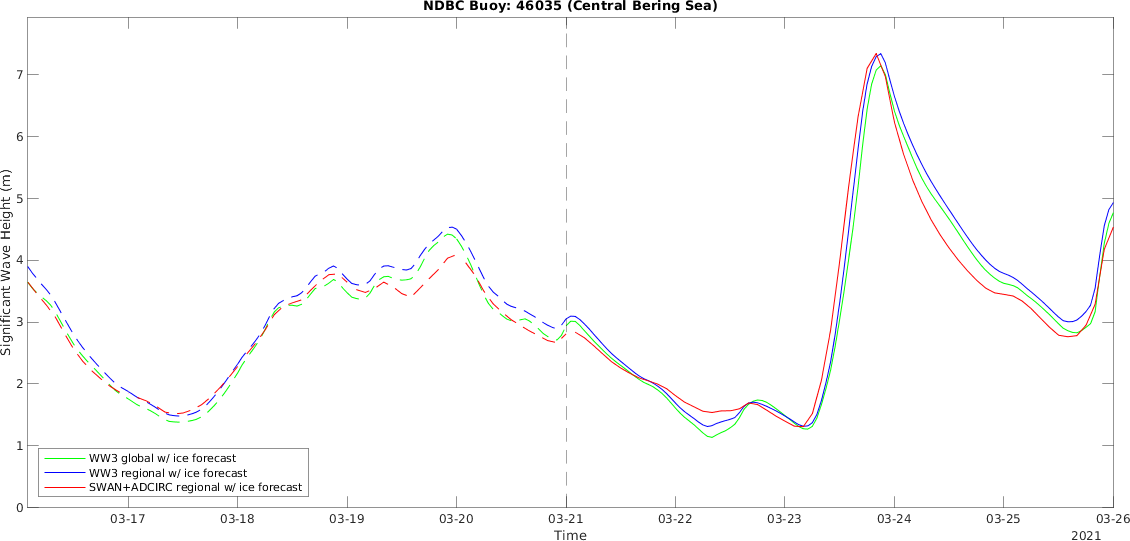 NDBC Buoy: 46035 (Central Bering Sea)
Significant Wave Height (m)
7
6
5
4
3
2
1
0
WW3 global w/ ice forecast
WW3 regional w/ ice forecast
SWAN+ADCIRC regional w/ ice forecast
03-17 03-18 03-19 03-20 03-21 03-22 03-23 03-24 03-25 03-26
Time
2021